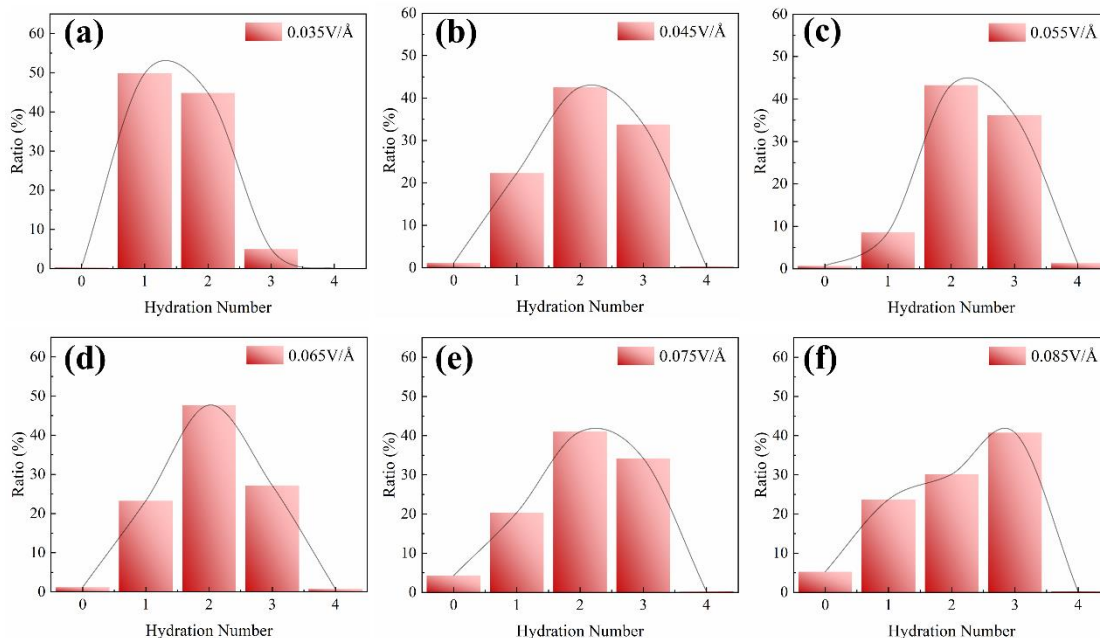 (a)
0.035V/Å
Ratio (%)
60
50
40
30
20
10
0
0 1 2 3 4
Hydration Number
(b)
0.045V/Å
Ratio (%)
60
50
40
30
20
10
0
0 1 2 3 4
Hydration Number
(c)
0.055V/Å
Ratio (%)
60
50
40
30
20
10
0
0 1 2 3 4
Hydration Number
(d)
0.065V/Å
Ratio (%)
60
50
40
30
20
10
0
0 1 2 3 4
Hydration Number
(e)
0.075V/Å
Ratio (%)
60
50
40
30
20
10
0
0 1 2 3 4
Hydration Number
(f)
0.085V/Å
Ratio (%)
60
50
40
30
20
10
0
0 1 2 3 4
Hydration Number